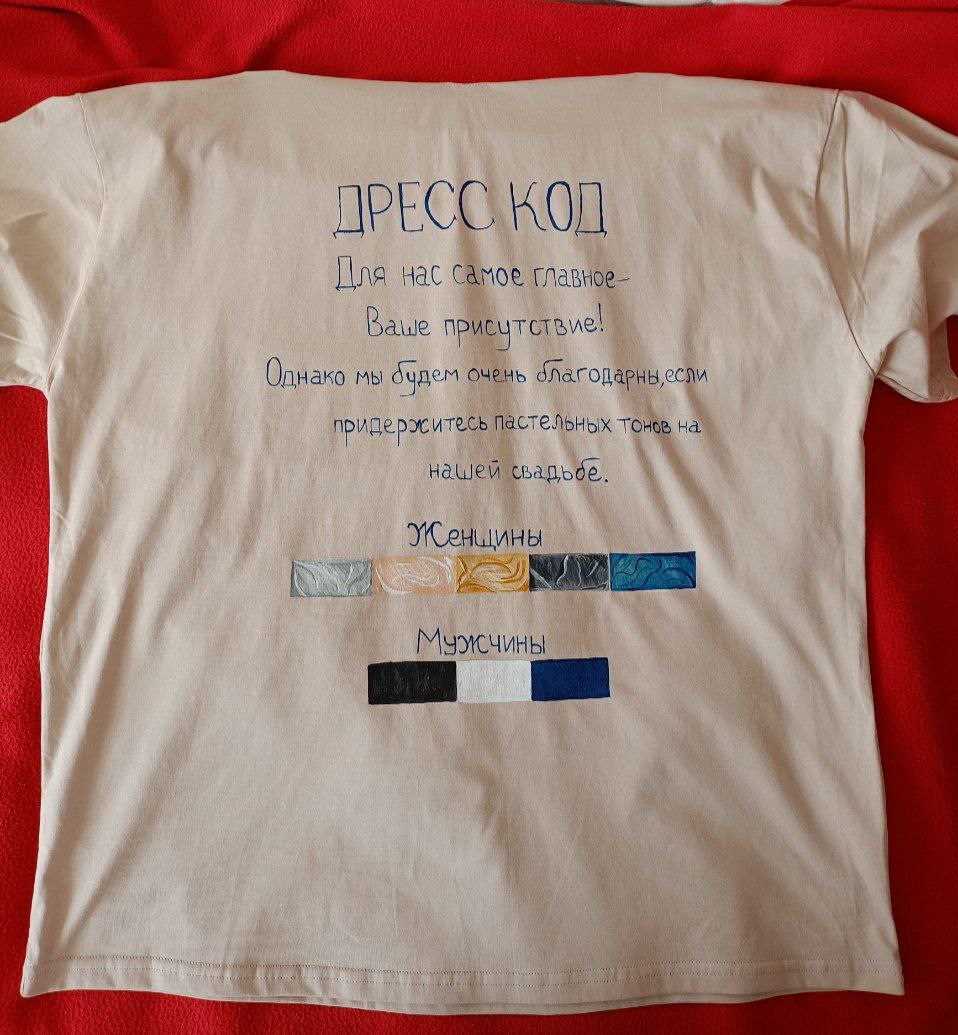 ДРЕСС КОД
Для нас самое главное-
Ваше присутствие!
Однако мы будем очень благодарны,если
придержитесь пастельных тонов на
нашей свадьбе.
Женщины
Мужчины